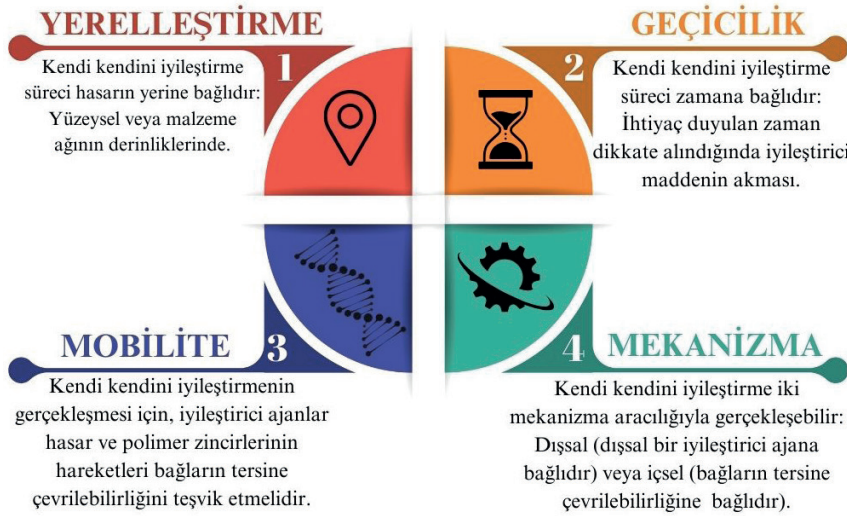 YERELLEŞTİRME
1
Kendi kendini iyileştirme
süreci hasarın yerine bağlıdır:
Yüzeysel veya malzeme
ağının derinliklerinde.
GEÇİCİLİK
2
Kendi kendini iyileştirme
süreci zamana bağlıdır:
İhtiyaç duyulan zaman
dikkate alındığında iyileştirici
maddenin akması.
MOBİLİTE
3
Kendi kendini iyileştirmenin
gerçekleşmesi için, iyileştirici ajanlar
hasar ve polimer zincirlerinin
hareketleri bağların tersine
çevrilebilirliğini teşvik etmelidir.
4
MEKANİZMA
Kendi kendini iyileştirme iki
mekanizma aracılığıyla gerçekleşebilir:
Dışsal (dışsal bir iyileştirici ajana
bağlıdır) veya içsel (bağların tersine
çevrilebilirliğine bağlıdır).